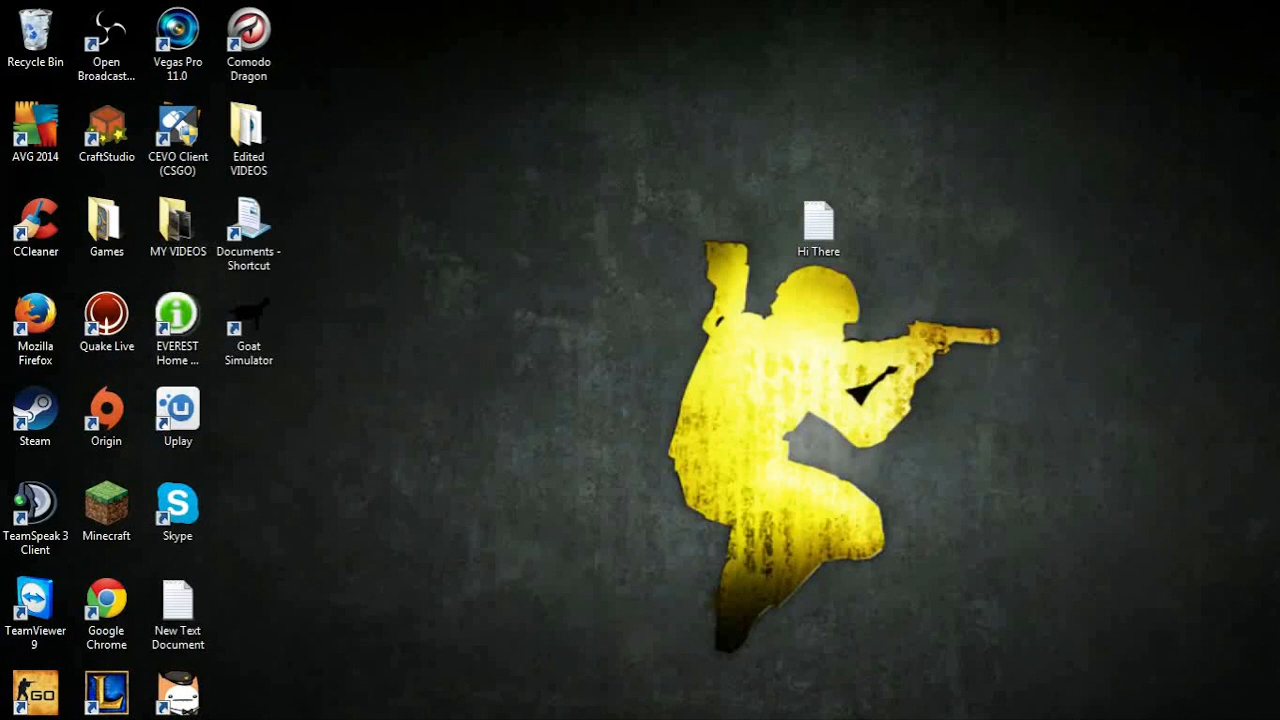 Recycle Bin
Open
Broadcast...
Vegas Pro
11.0
Comodo
Dragon
AVG 2014
CraftStudio
CEVO Client
(CSGO)
Edited
VIDEOS
CCleaner
Games
MY VIDEOS
Documents -
Shortcut
Hi There
Mozilla
Firefox
Quake Live
EVEREST
Home ...
Goat
Simulator
Steam
Origin
Uplay
TeamSpeak 3
Client
Minecraft
Skype
TeamViewer
9
Google
Chrome
New Text
Document
GO
L